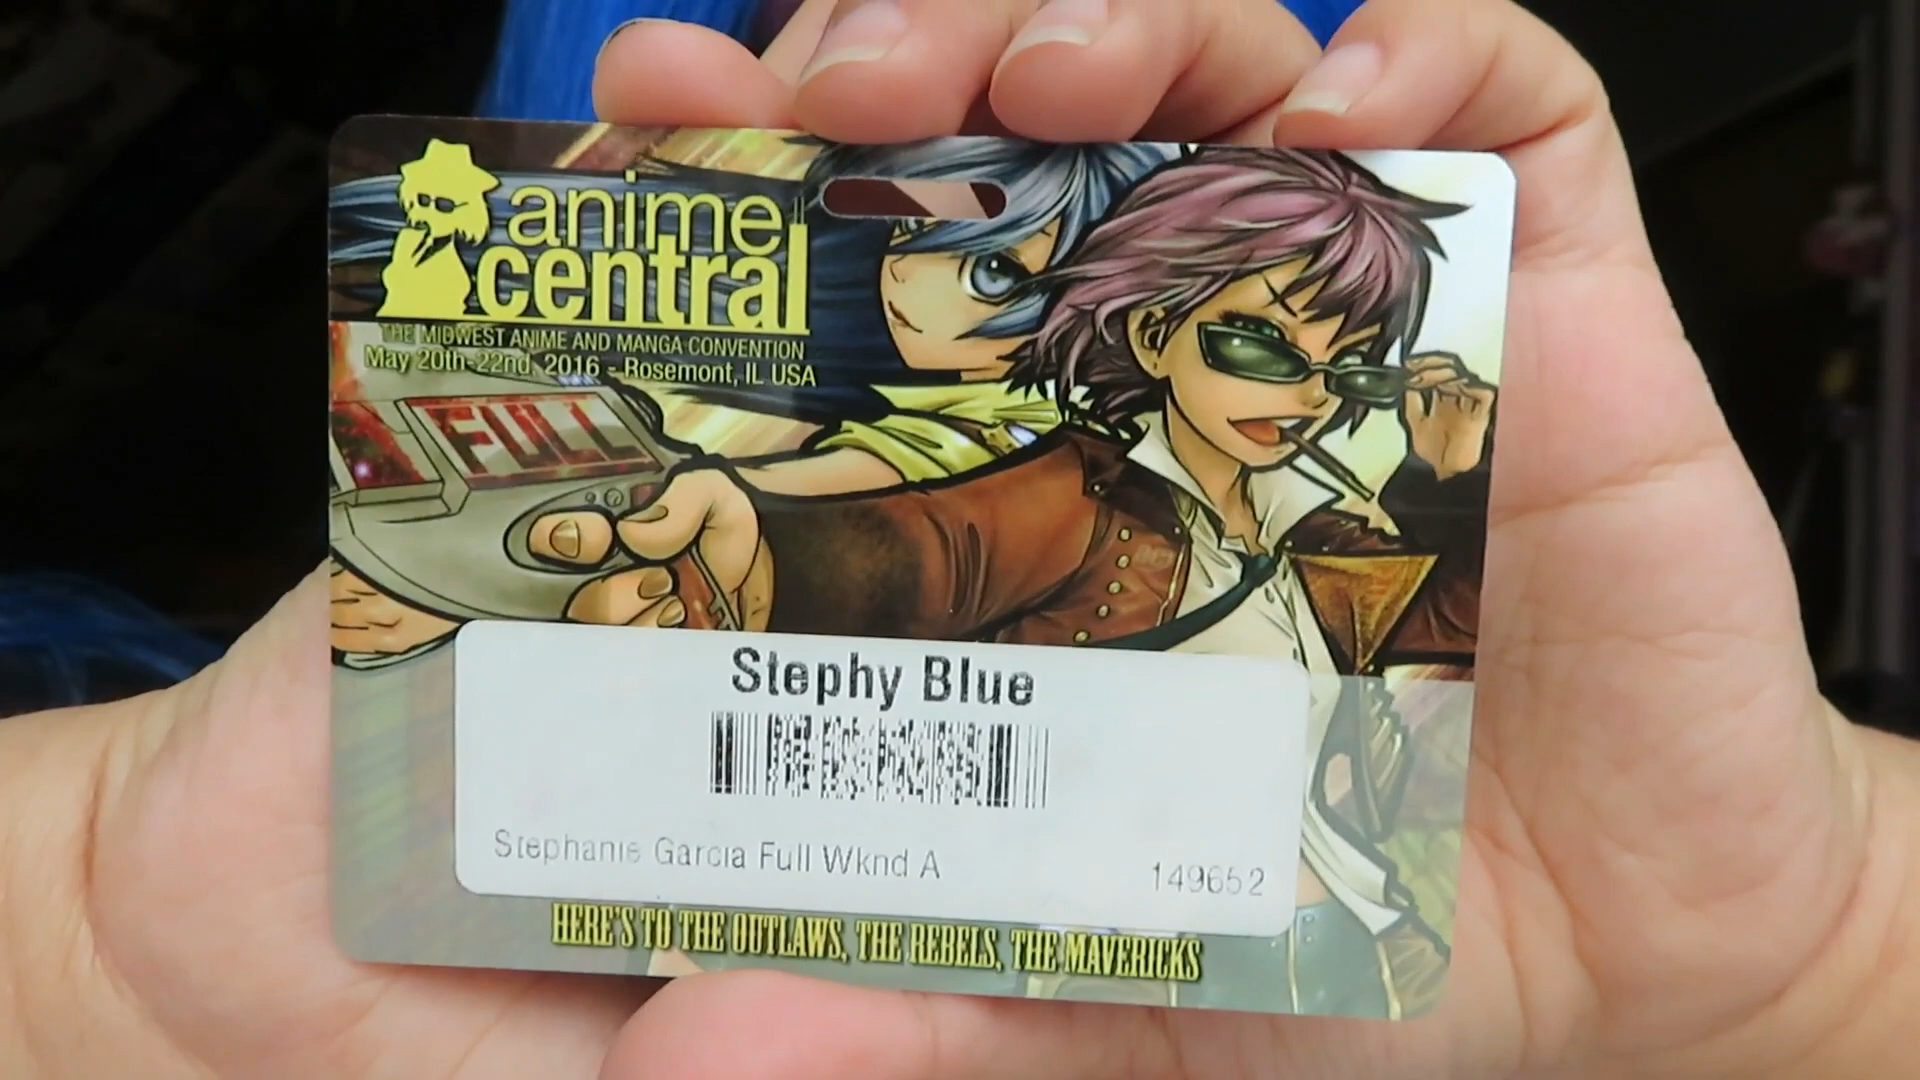 anime
central
THE MIDWEST ANIME AND MANGA CONVENTION
May 20th-22nd, 2016 - Rosemont, IL USA
FULL
Stephy Blue
Stephanie Garcia Full Wknd A
149652
HERE'S TO THE OUTLAWS, THE REBELS, THE MAVERICKS